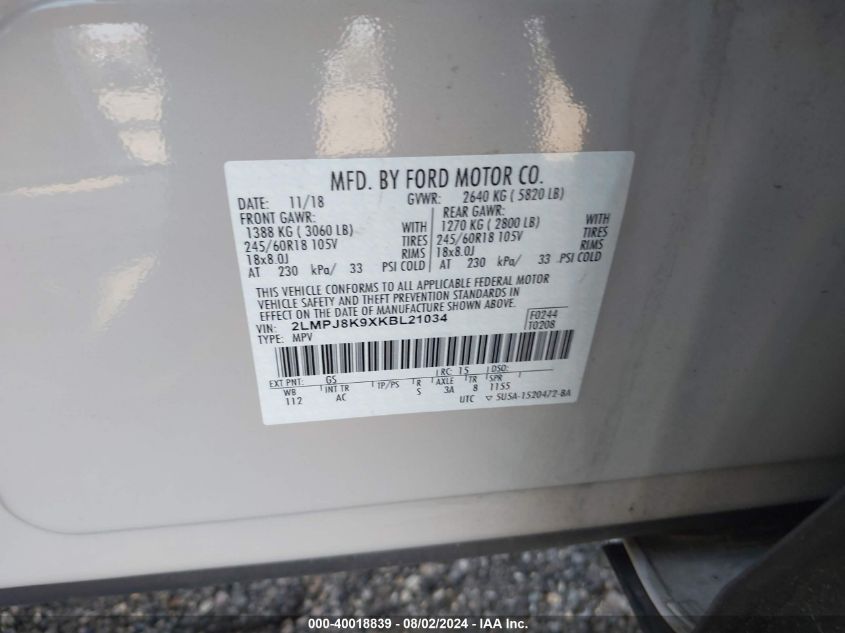 MFD. BY FORD MOTOR CO.
DATE: 11/18 GVWR: 2640 KG ( 5820 LB)
FRONT GAWR: REAR GAWR:
1388 KG ( 3060 LB) WITH 1270 KG ( 2800 LB) WITH
245/60R18 105V TIRES 245/60R18 105V TIRES
18x8.0J RIMS 18x8.0J RIMS
AT 230 kPa/ 33 PSI COLD AT 230 kPa/ 33 PSI COLD
THIS VEHICLE CONFORMS TO ALL APPLICABLE FEDERAL MOTOR
VEHICLE SAFETY AND THEFT PREVENTION STANDARDS IN
EFFECT ON THE DATE OF MANUFACTURE SHOWN ABOVE.
VIN: 2LMPJ8K9XKBL21034 F0244
TYPE: MPV T0208
EXT PNT: GS RC: 15 DSO:
WB INT TR TP/PS R AXLE TR SPR
112 AC S 3A 8 1155
UTC ▽ 5U5A-1520472-BA
000-40018839 - 08/02/2024 - IAA Inc.